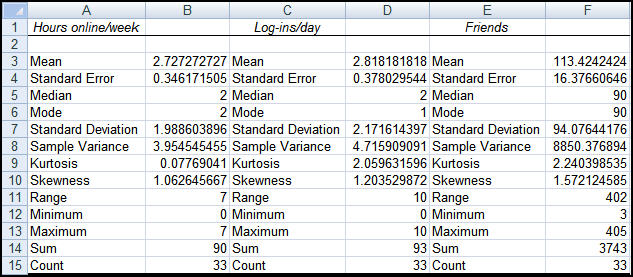 A B C D E F
1 Hours online/week Log-ins/day Friends
2
3 Mean 2.727272727 Mean 2.818181818 Mean 113.4242424
4 Standard Error 0.346171505 Standard Error 0.378029544 Standard Error 16.37660646
5 Median 2 Median 2 Median 90
6 Mode 2 Mode 1 Mode 90
7 Standard Deviation 1.988603896 Standard Deviation 2.171614397 Standard Deviation 94.07644176
8 Sample Variance 3.954545455 Sample Variance 4.715909091 Sample Variance 8850.376894
9 Kurtosis 0.07769041 Kurtosis 2.059631596 Kurtosis 2.240398535
10 Skewness 1.062645667 Skewness 1.203529872 Skewness 1.572124585
11 Range 7 Range 10 Range 402
12 Minimum 0 Minimum 0 Minimum 3
13 Maximum 7 Maximum 10 Maximum 405
14 Sum 90 Sum 93 Sum 3743
15 Count 33 Count 33 Count 33